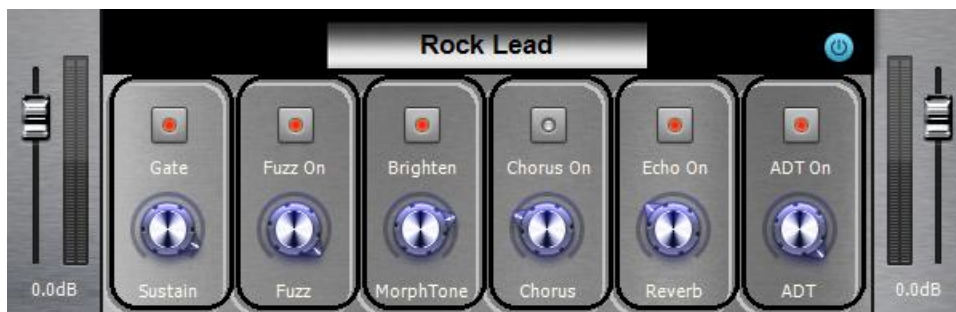 Rock Lead
Gate Fuzz On Brighten Chorus On Echo On ADT On
0.0dB Sustain Fuzz MorphTone Chorus Reverb ADT 0.0dB